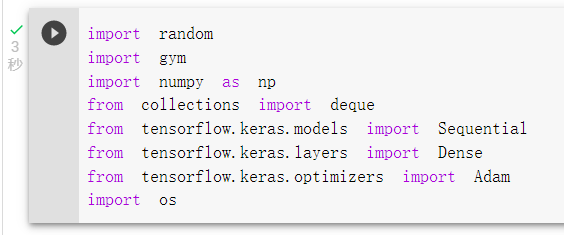 3
秒
import random
import gym
import numpy as np
from collections import deque
from tensorflow.keras.models import Sequential
from tensorflow.keras.layers import Dense
from tensorflow.keras.optimizers import Adam
import os